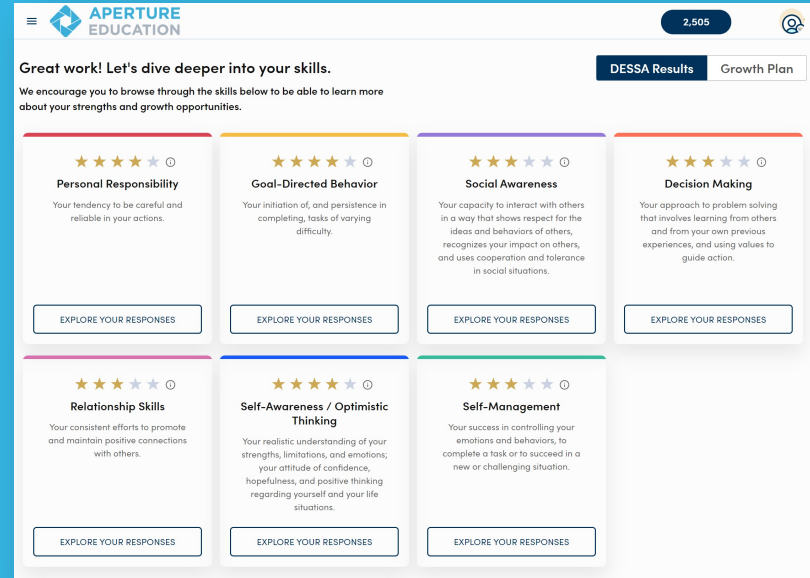 APERTURE
EDUCATION
2,505
Great work! Let's dive deeper into your skills.
DESSA Results
Growth Plan
We encourage you to browse through the skills below to be able to learn more
about your strengths and growth opportunities.
Personal Responsibility
Your tendency to be careful and
reliable in your actions.
EXPLORE YOUR RESPONSES
Goal-Directed Behavior
Your initiation of, and persistence in
completing, tasks of varying
difficulty.
EXPLORE YOUR RESPONSES
Social Awareness
Your capacity to interact with others
in a way that shows respect for the
ideas and behaviors of others,
recognizes your impact on others,
and uses cooperation and tolerance
in social situations.
EXPLORE YOUR RESPONSES
Decision Making
Your approach to problem solving
that involves learning from others
and from your own previous
experiences, and using values to
guide action.
EXPLORE YOUR RESPONSES
Relationship Skills
Your consistent efforts to promote
and maintain positive connections
with others.
EXPLORE YOUR RESPONSES
Self-Awareness / Optimistic
Thinking
Your realistic understanding of your
strengths, limitations, and emotions;
your attitude of confidence,
hopefulness, and positive thinking
regarding yourself and your life
situations.
EXPLORE YOUR RESPONSES
Self-Management
Your success in controlling your
emotions and behaviors, to
complete a task or to succeed in a
new or challenging situation.
EXPLORE YOUR RESPONSES